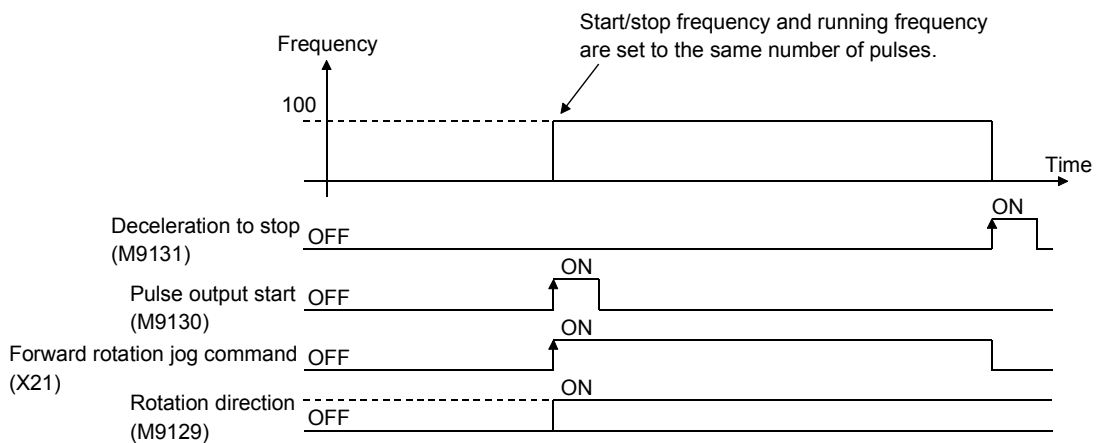 Start/stop frequency and running frequency
are set to the same number of pulses.
Frequency
100
Time
Deceleration to stop
(M9131)
OFF
ON
Pulse output start
(M9130)
OFF
ON
Forward rotation jog command
(X21)
OFF
ON
Rotation direction
(M9129)
OFF
ON